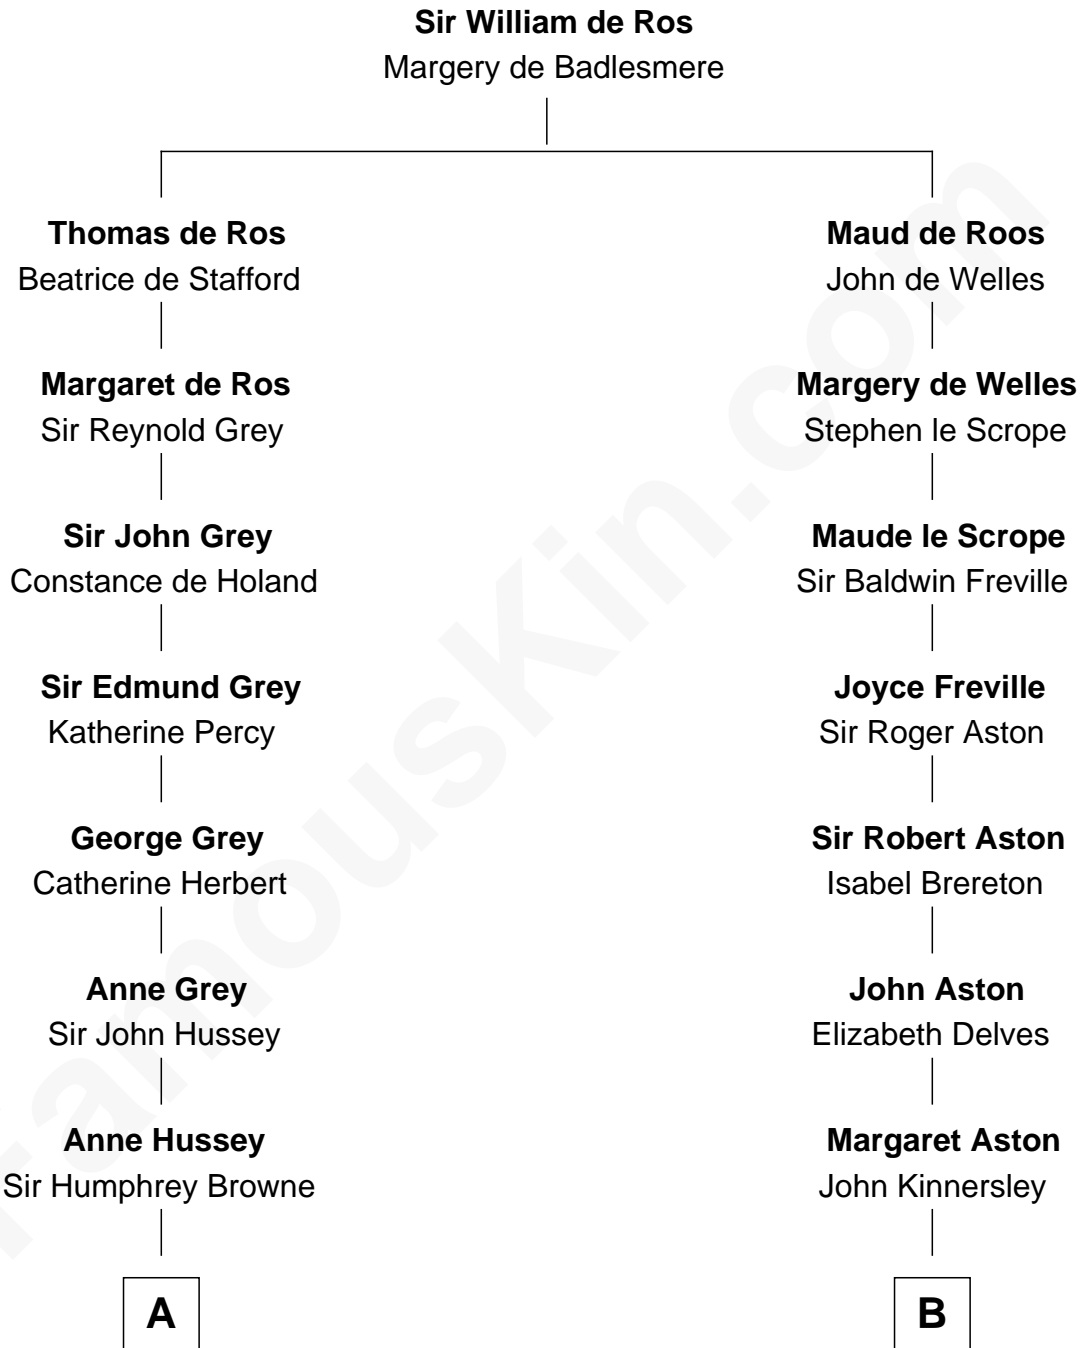 Sir William de Ros
Margery de Badlesmere
Thomas de Ros
Beatrice de Stafford
Maud de Roos
John de Welles
Margaret de Ros
Sir Reynold Grey
Margery de Welles
Stephen le Scrope
Sir John Grey
Constance de Holand
Maude le Scrope
Sir Baldwin Freville
Sir Edmund Grey
Katherine Percy
Joyce Freville
Sir Roger Aston
George Grey
Catherine Herbert
Sir Robert Aston
Isabel Brereton
Anne Grey
Sir John Hussey
John Aston
Elizabeth Delves
Anne Hussey
Sir Humphrey Browne
Margaret Aston
John Kinnersley
A
B
FamousKin.com